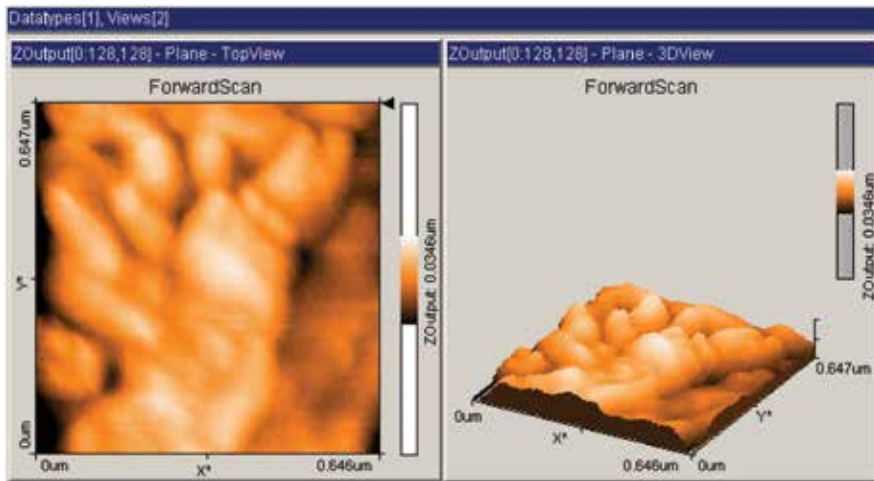 Datatypes[1], Views[2]
ZOutput[0:128,128] - Plane - TopView
ForwardScan
0.647um
Y*
0um
0um
X*
0.646um
ZOutput: 0.0346um
ZOutput[0:128,128] - Plane - 3DView
ForwardScan
ZOutput: 0.0346um
0.647um
0um
X*
Y*
0.646um
0um